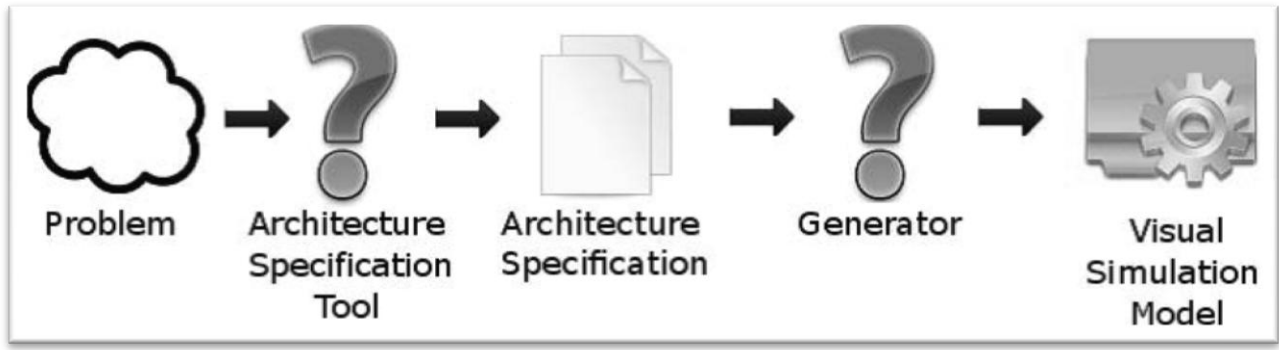 Problem
Architecture
Specification
Tool
Architecture
Specification
Generator
Visual
Simulation
Model